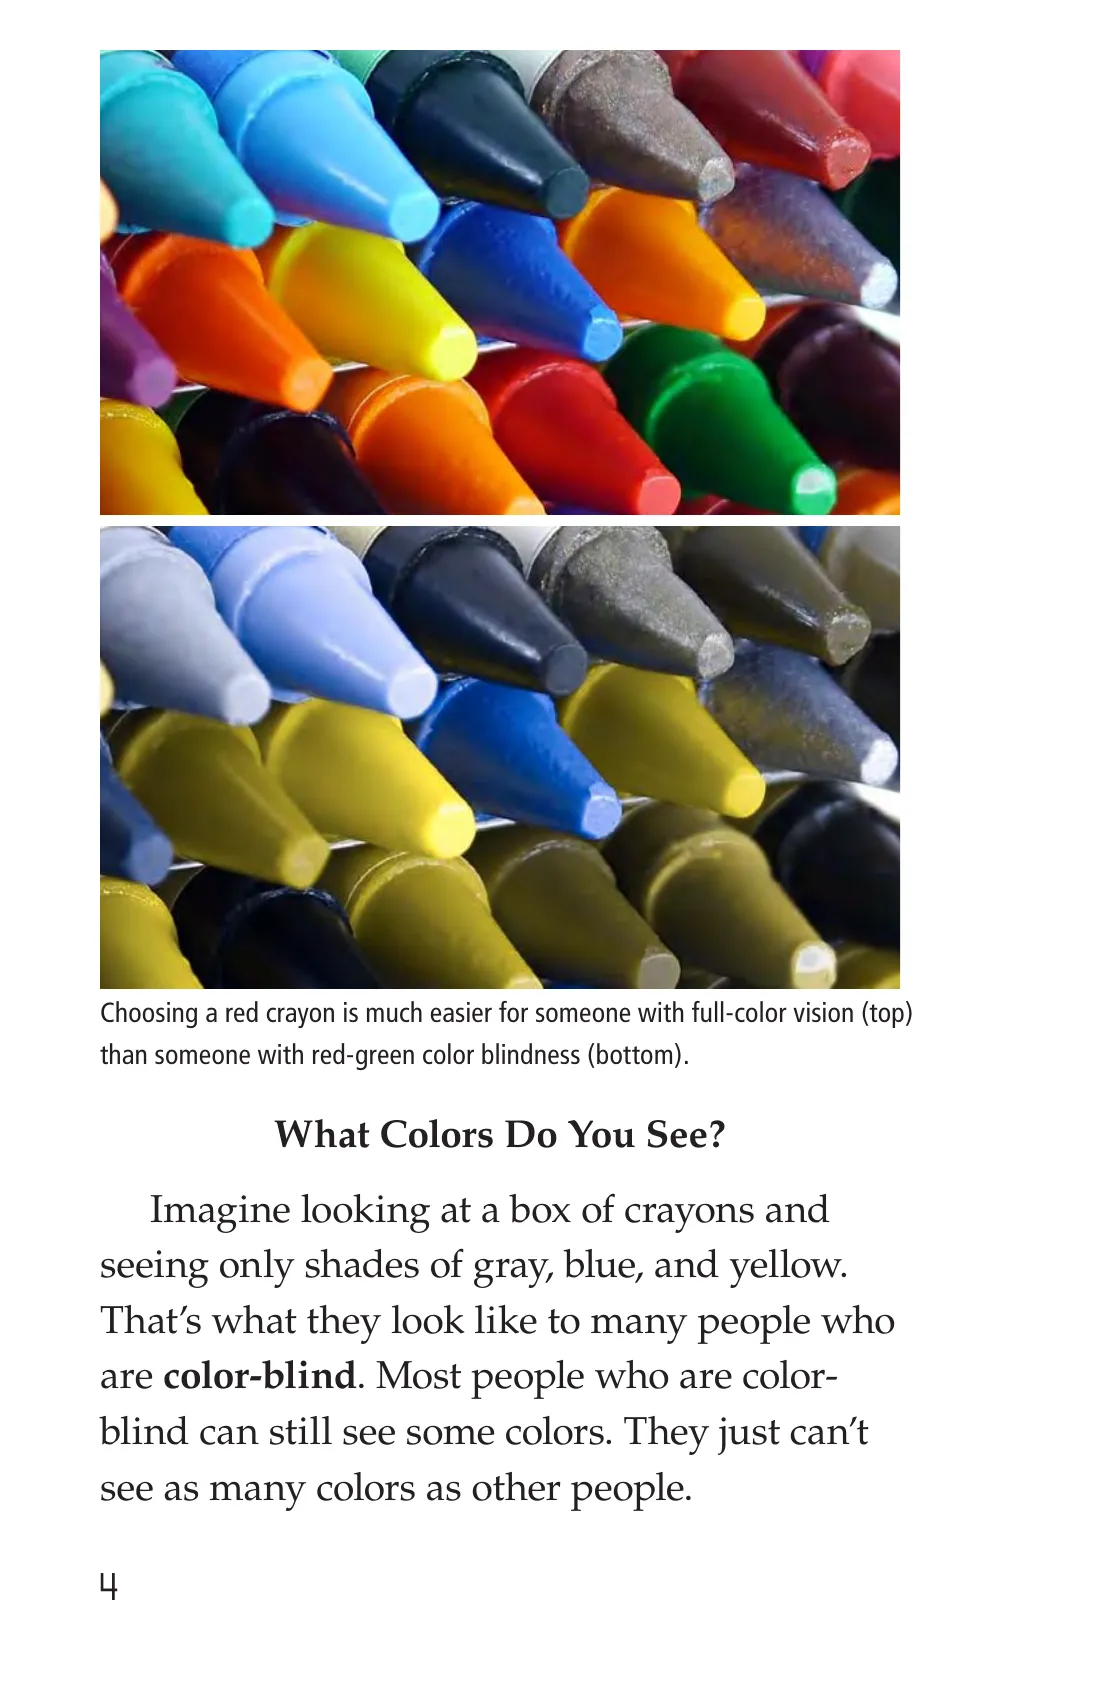 Choosing a red crayon is much easier for someone with full-color vision (top)
than someone with red-green color blindness (bottom).
What Colors Do You See?
Imagine looking at a box of crayons and
seeing only shades of gray, blue, and yellow.
That’s what they look like to many people who
are color-blind. Most people who are color-
blind can still see some colors. They just can’t
see as many colors as other people.
4